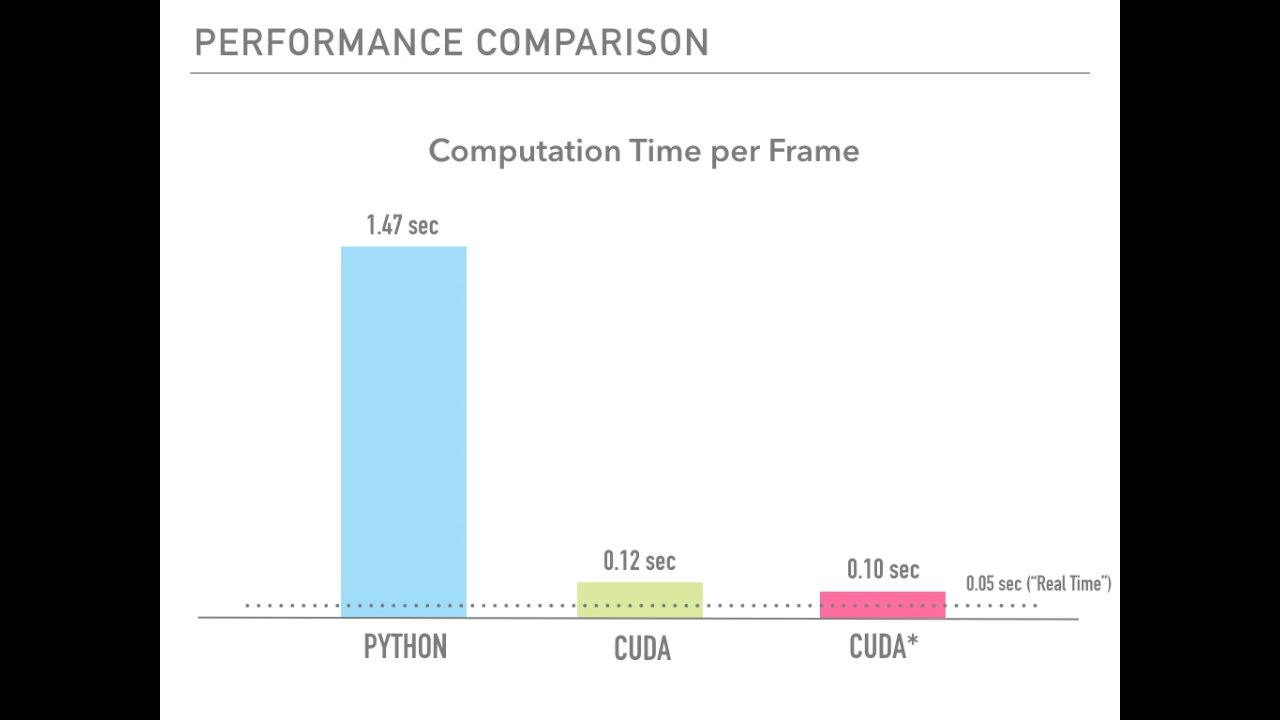 PERFORMANCE COMPARISON
Computation Time per Frame
1.47 sec
0.12 sec
0.10 sec
0.05 sec (“Real Time”)
PYTHON
CUDA
CUDA*